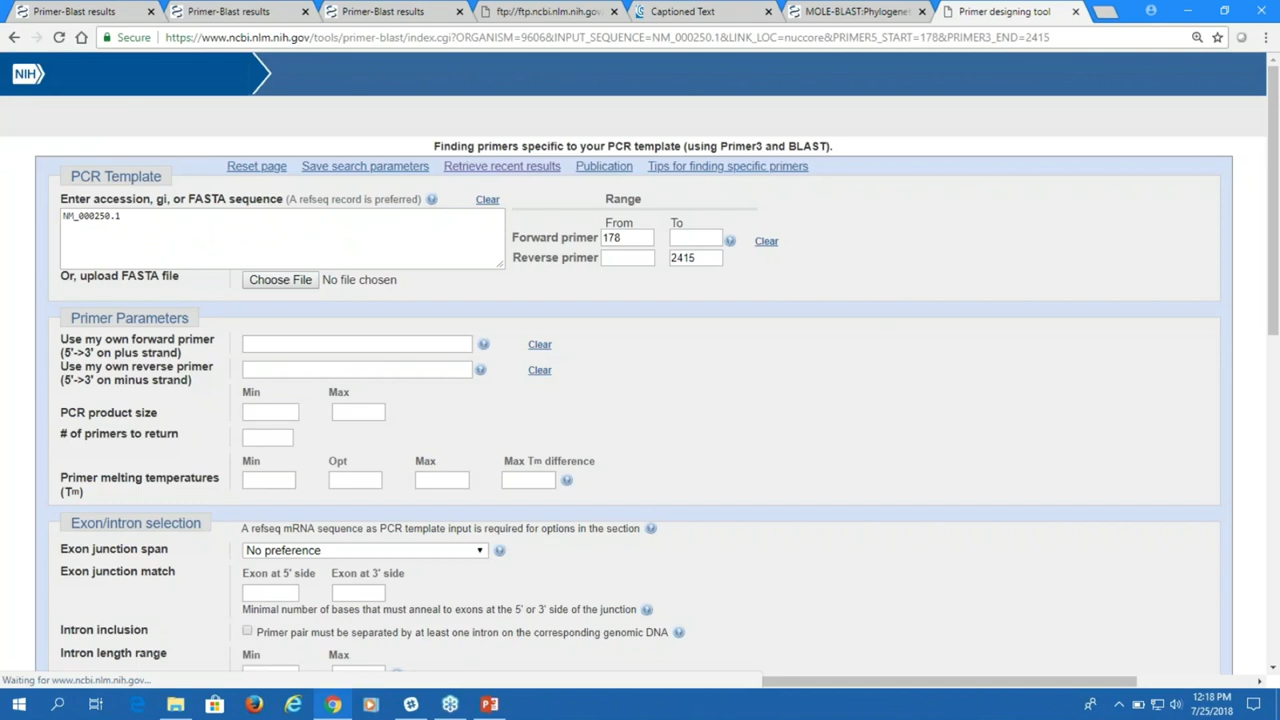 Primer-Blast results
Primer-Blast results
Primer-Blast results
ftp://ftp.ncbi.nlm.nih.gov
Captioned Text
MOLE-BLAST:Phylogene
Primer designing tool
Secure https://www.ncbi.nlm.nih.gov/tools/primer-blast/index.cgi?ORGANISM=9606&INPUT_SEQUENCE=NM_000250.1&LINK_LOC=nuccore&PRIMER5_START=178&PRIMER3_END=2415
NIH
Finding primers specific to your PCR template (using Primer3 and BLAST).
Reset page Save search parameters Retrieve recent results Publication Tips for finding specific primers
PCR Template
Enter accession, gi, or FASTA sequence (A refseq record is preferred) Clear Range
NM_000250.1
From To
Forward primer 178 Clear
Reverse primer 2415
Or, upload FASTA file Choose File No file chosen
Primer Parameters
Use my own forward primer
(5'->3' on plus strand) Clear
Use my own reverse primer
(5'->3' on minus strand) Clear
Min Max
PCR product size
# of primers to return
Min Opt Max Max Tm difference
Primer melting temperatures
(Tm)
Exon/intron selection
A refseq mRNA sequence as PCR template input is required for options in the section
Exon junction span No preference
Exon junction match Exon at 5' side Exon at 3' side
Minimal number of bases that must anneal to exons at the 5' or 3' side of the junction
Intron inclusion Primer pair must be separated by at least one intron on the corresponding genomic DNA
Intron length range Min Max
Waiting for www.ncbi.nlm.nih.gov...
12:18 PM
7/25/2018